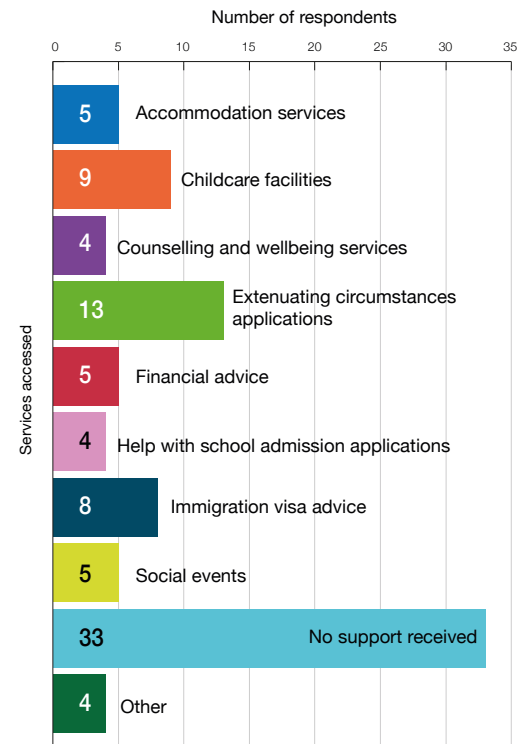 Number of respondents
0 5 10 15 20 25 30 35
Services accessed
5 Accommodation services
9 Childcare facilities
4 Counselling and wellbeing services
13 Extenuating circumstances
applications
5 Financial advice
4 Help with school admission applications
8 Immigration visa advice
5 Social events
33 No support received
4 Other